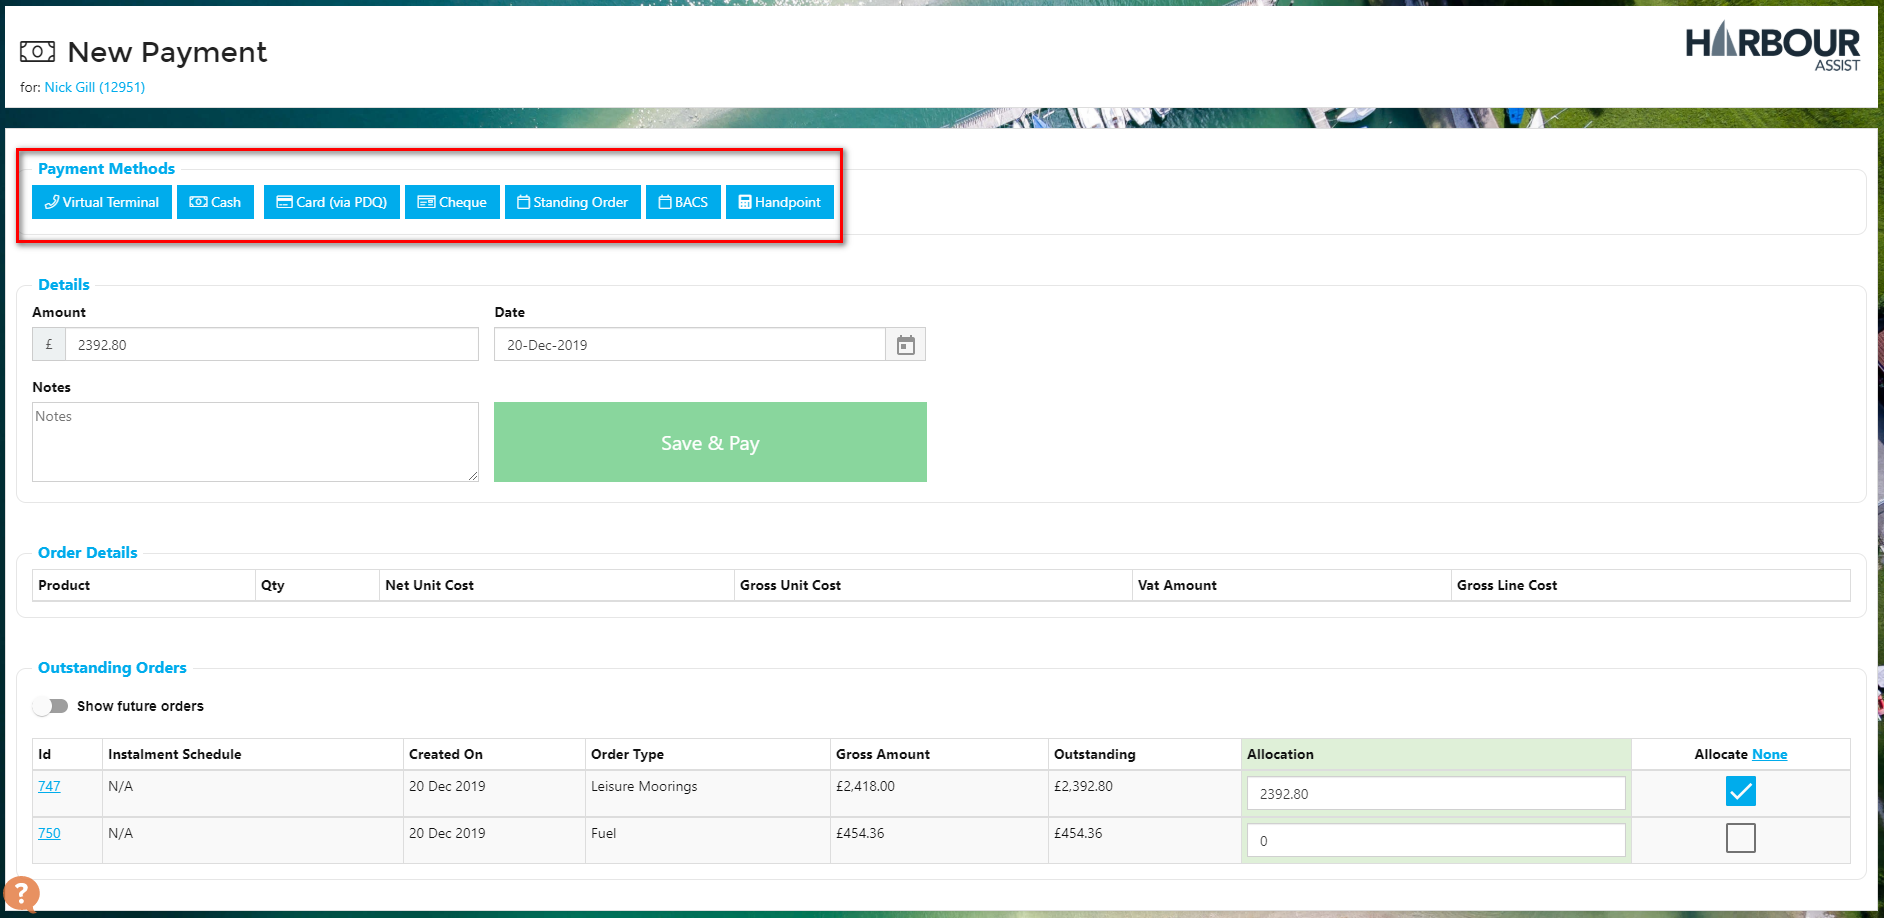 New Payment
HARBOUR
ASSIST
for: Nick Gill (12951)
Payment Methods
Virtual Terminal Cash Card (via PDQ) Cheque Standing Order BACS Handpoint
Details
Amount Date
£ 2392.80 20-Dec-2019
Notes
Notes
Save & Pay
Order Details
Product Qty Net Unit Cost Gross Unit Cost Vat Amount Gross Line Cost
Outstanding Orders
Show future orders
Id Instalment Schedule Created On Order Type Gross Amount Outstanding Allocation Allocate None
747 N/A 20 Dec 2019 Leisure Moorings £2,418.00 £2,392.80 2392.80
750 N/A 20 Dec 2019 Fuel £454.36 £454.36 0
?